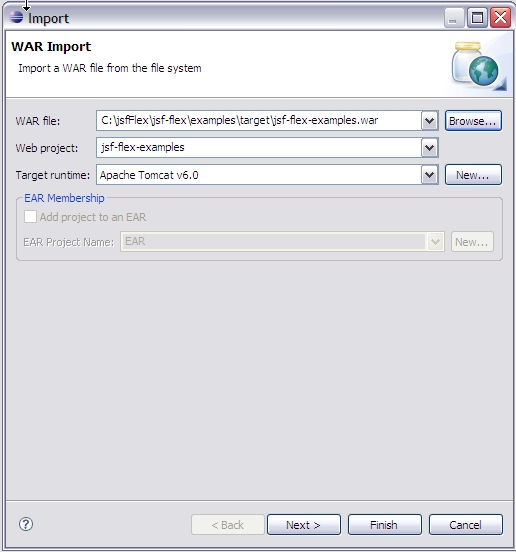 Import
WAR Import
Import a WAR file from the file system
WAR file: C:\jsfFlex\jsf-flex\examples\target\jsf-flex-examples.war Browse...
Web project: jsf-flex-examples
Target runtime: Apache Tomcat v6.0 New...
EAR Membership
Add project to an EAR
EAR Project Name: EAR New...
? < Back Next > Finish Cancel